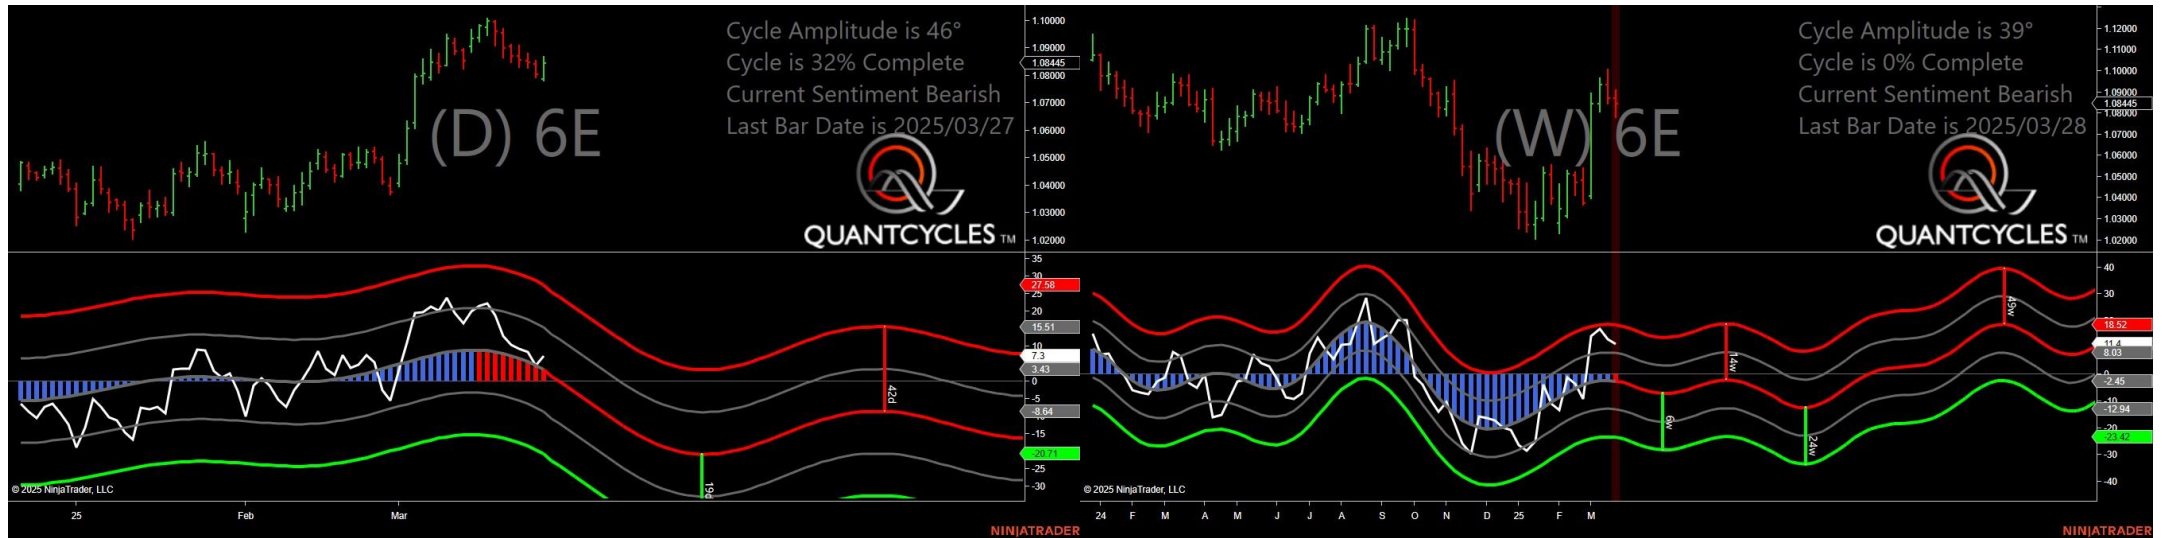 Cycle Amplitude is 46°
Cycle is 32% Complete
Current Sentiment Bearish
Last Bar Date is 2025/03/27
(D) 6E
QUANTCYCLES TM
1.10000
1.09000
1.08445
1.08000
1.07000
1.06000
1.05000
1.04000
1.03000
1.02000
35
30
27.58
25
20
15.51
10
7.3
3.43
0
-5
-8.64
-15
-20.71
-25
-30
42d
19d
© 2025 NinjaTrader, LLC
25 Feb Mar
NINJATRADER
Cycle Amplitude is 39°
Cycle is 0% Complete
Current Sentiment Bearish
Last Bar Date is 2025/03/28
(W) 6E
QUANTCYCLES TM
1.12000
1.11000
1.10000
1.09000
1.08445
1.08000
1.07000
1.06000
1.05000
1.04000
1.03000
1.02000
40
30
18.52
11.4
8.03
0
-2.45
-10
-12.94
-20
-23.42
-30
-40
49w
14w
6w
24w
© 2025 NinjaTrader, LLC
24 F M A M J J A S O N D 25 F M
NINJATRADER